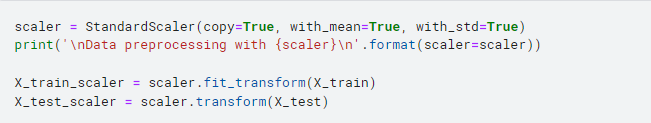 scaler = StandardScaler(copy=True, with_mean=True, with_std=True)
print('\nData preprocessing with {scaler}\n'.format(scaler=scaler))
X_train_scaler = scaler.fit_transform(X_train)
X_test_scaler = scaler.transform(X_test)